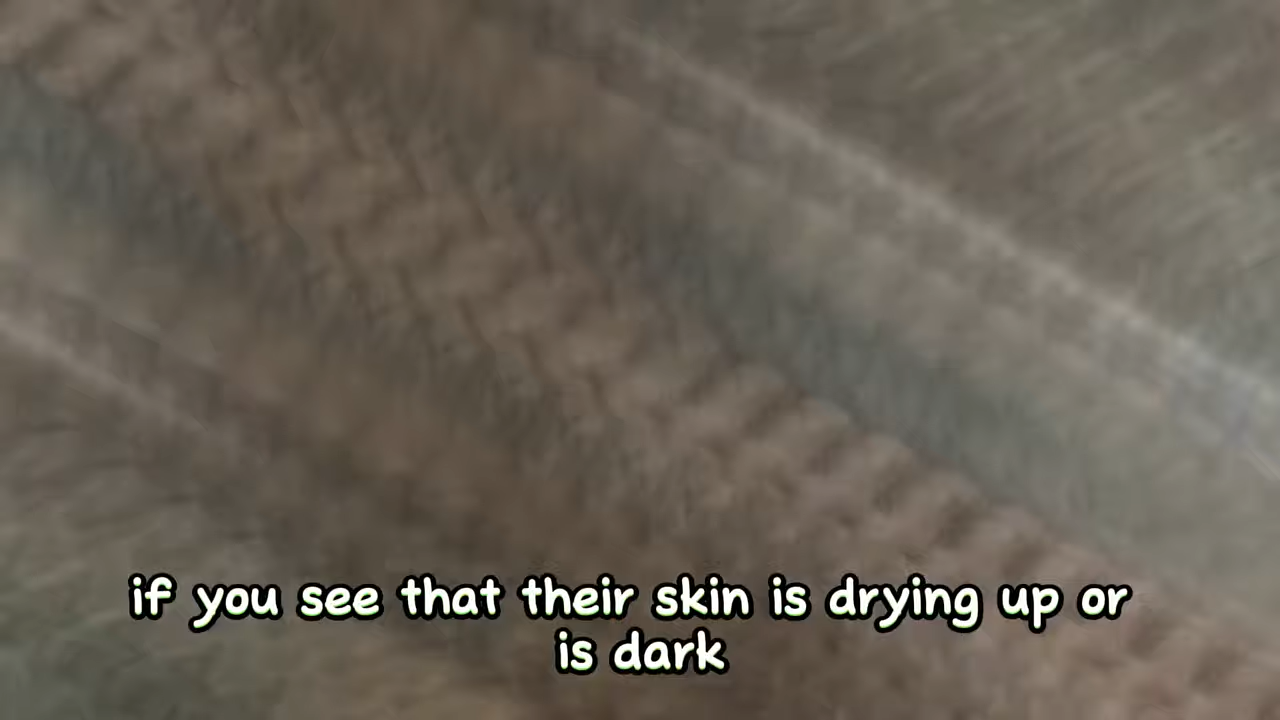 if you see that their skin is drying up or
is dark